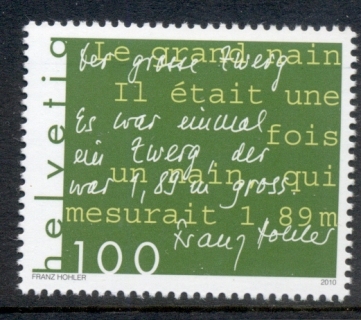 helvetia
Le grand nain
der grosse Zwerg
Il était une
Es war einmal
fois
ein Zwerg, der
un nain, qui
war 1,89 m gross.
mesurait 1 89m
Franz Hohler
100
FRANZ HOHLER
2010